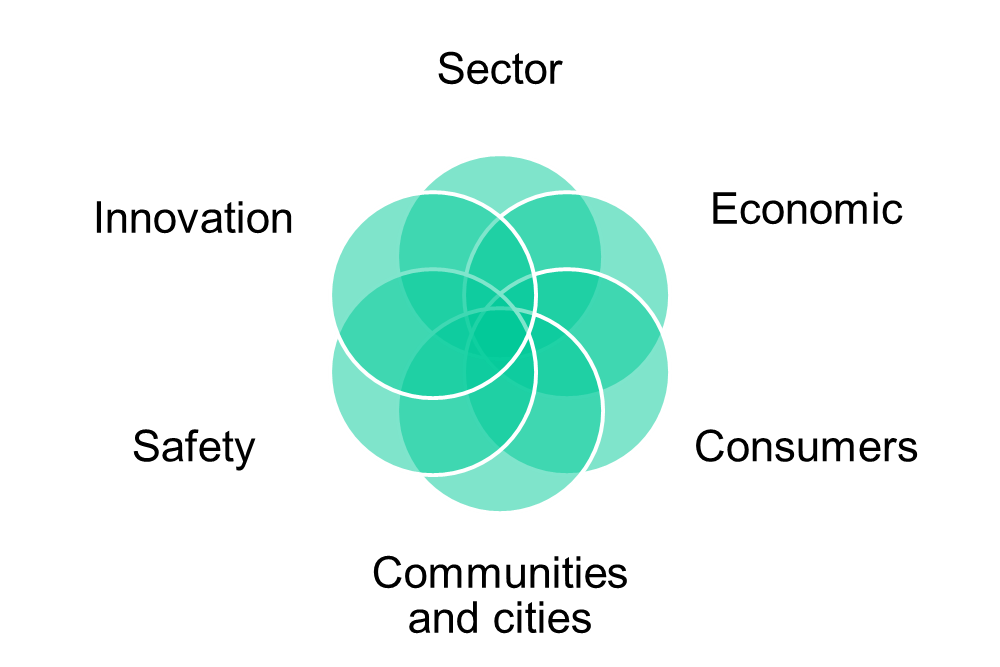 Sector
Innovation
Economic
Safety
Consumers
Communities
and cities